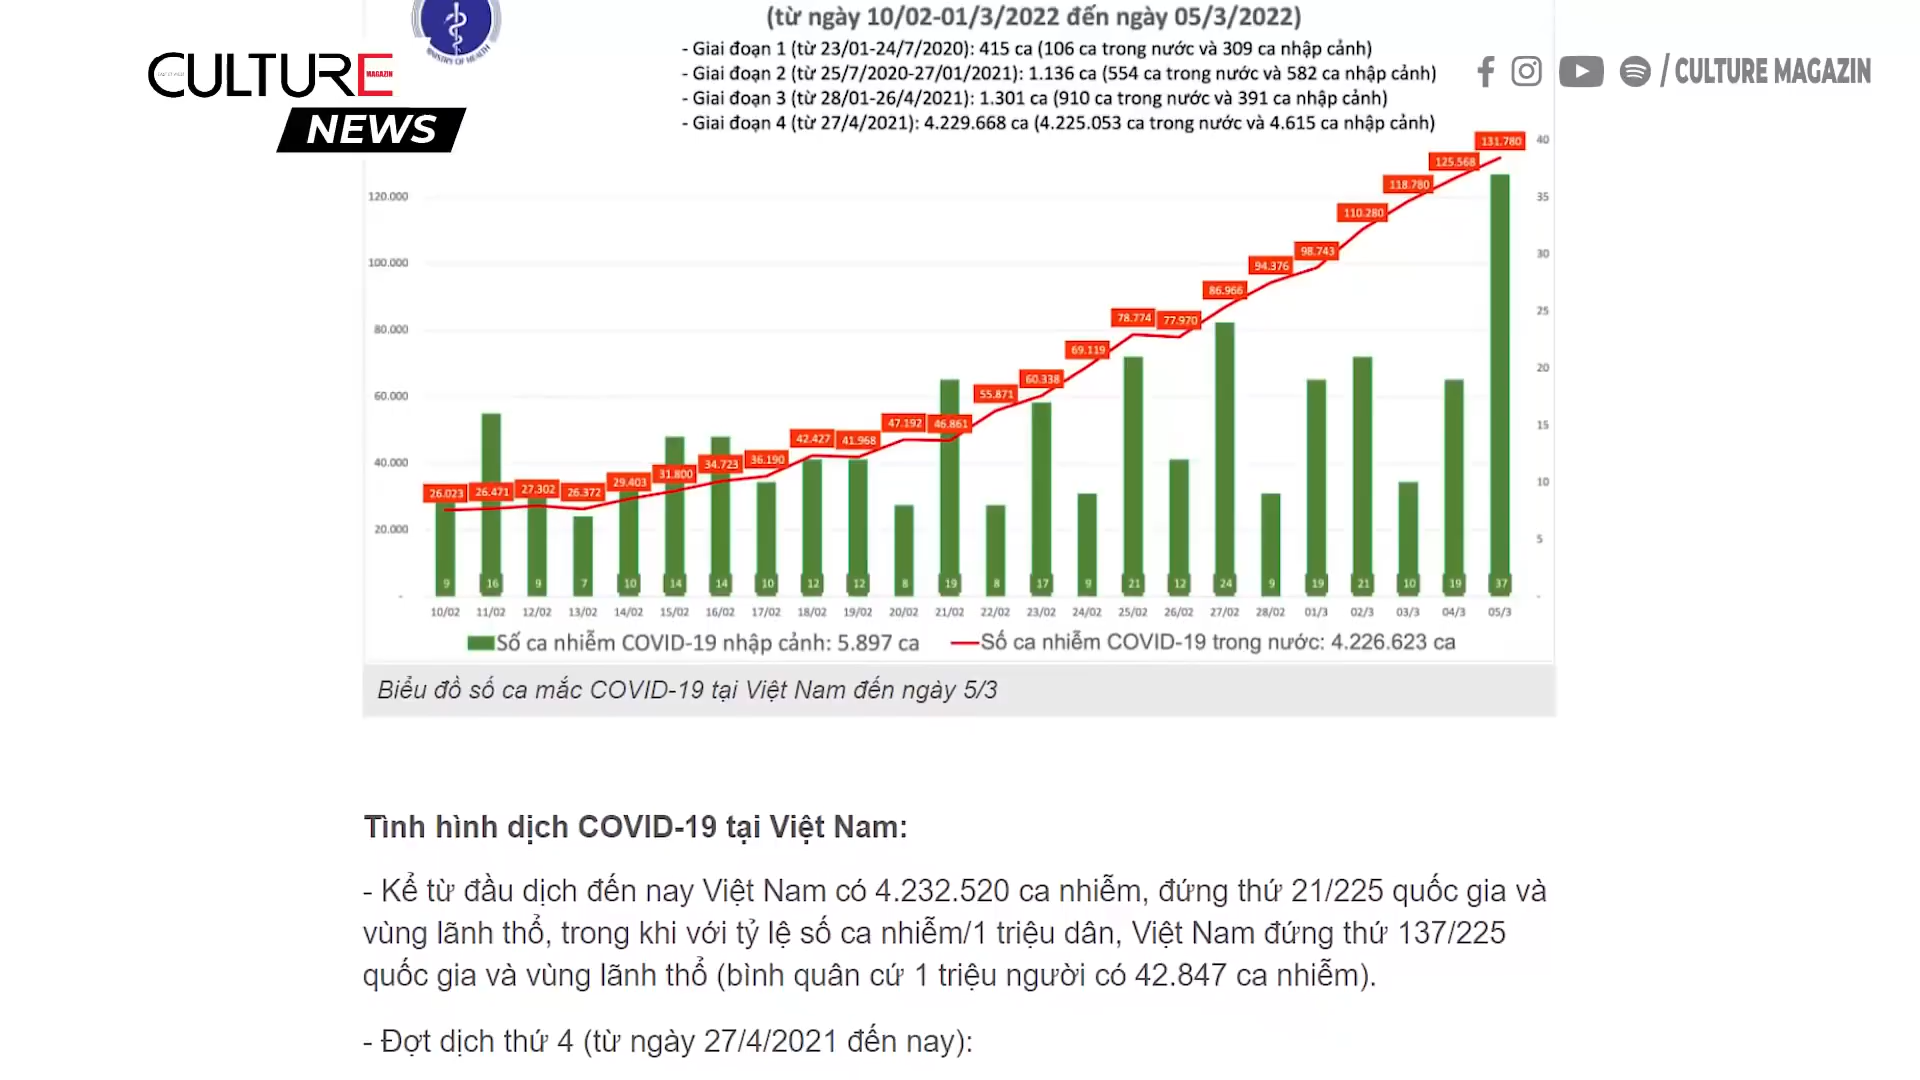 (từ ngày 10/02-01/3/2022 đến ngày 05/3/2022)
- Giai đoạn 1 (từ 23/01-24/7/2020): 415 ca (106 ca trong nước và 309 ca nhập cảnh)
- Giai đoạn 2 (từ 25/7/2020-27/01/2021): 1.136 ca (554 ca trong nước và 582 ca nhập cảnh)
- Giai đoạn 3 (từ 28/01-26/4/2021): 1.301 ca (910 ca trong nước và 391 ca nhập cảnh)
- Giai đoạn 4 (từ 27/4/2021): 4.229.668 ca (4.225.053 ca trong nước và 4.615 ca nhập cảnh)
MINISTRY OF HEALTH
CULTURE
MAGAZIN
NEWS
/ CULTURE MAGAZIN
120.000
100.000
80.000
60.000
40.000
20.000
-
40
35
30
25
20
15
10
5
-
26.023 26.471 27.302 26.372 29.403 31.800 34.723 36.190 42.427 41.968 47.192 46.861 55.871 60.338 69.119 78.774 77.970 86.966 94.376 98.743 110.280 118.780 125.568 131.780
9 16 9 7 10 14 14 10 12 12 8 19 8 17 9 21 12 24 9 19 21 10 19 37
10/02 11/02 12/02 13/02 14/02 15/02 16/02 17/02 18/02 19/02 20/02 21/02 22/02 23/02 24/02 25/02 26/02 27/02 28/02 01/3 02/3 03/3 04/3 05/3
Số ca nhiễm COVID-19 nhập cảnh: 5.897 ca
Số ca nhiễm COVID-19 trong nước: 4.226.623 ca
Biểu đồ số ca mắc COVID-19 tại Việt Nam đến ngày 5/3
Tình hình dịch COVID-19 tại Việt Nam:
- Kể từ đầu dịch đến nay Việt Nam có 4.232.520 ca nhiễm, đứng thứ 21/225 quốc gia và
vùng lãnh thổ, trong khi với tỷ lệ số ca nhiễm/1 triệu dân, Việt Nam đứng thứ 137/225
quốc gia và vùng lãnh thổ (bình quân cứ 1 triệu người có 42.847 ca nhiễm).
- Đợt dịch thứ 4 (từ ngày 27/4/2021 đến nay):